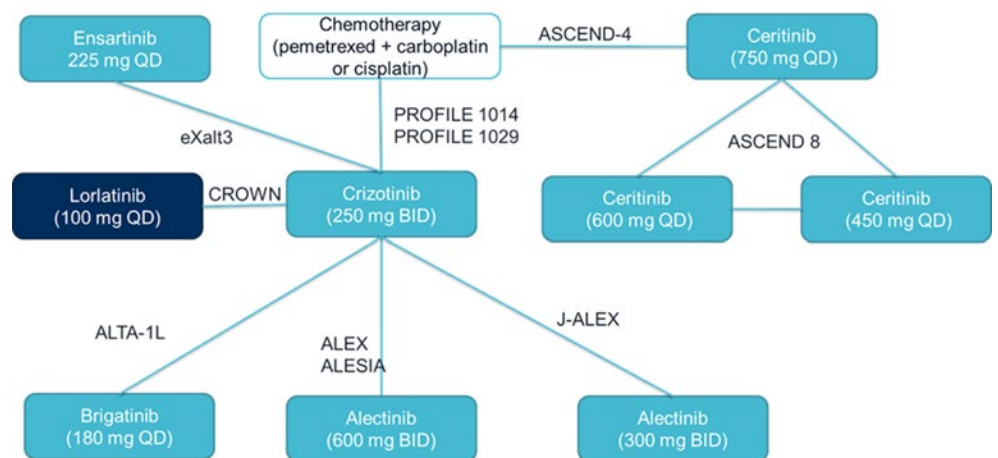 Ensartinib
225 mg QD
Chemotherapy
(pemetrexed + carboplatin
or cisplatin)
ASCEND-4
Ceritinib
(750 mg QD)
PROFILE 1014
PROFILE 1029
eXalt3
ASCEND 8
Lorlatinib
(100 mg QD)
CROWN
Crizotinib
(250 mg BID)
Ceritinib
(600 mg QD)
Ceritinib
(450 mg QD)
ALTA-1L
ALEX
ALESIA
J-ALEX
Brigatinib
(180 mg QD)
Alectinib
(600 mg BID)
Alectinib
(300 mg BID)